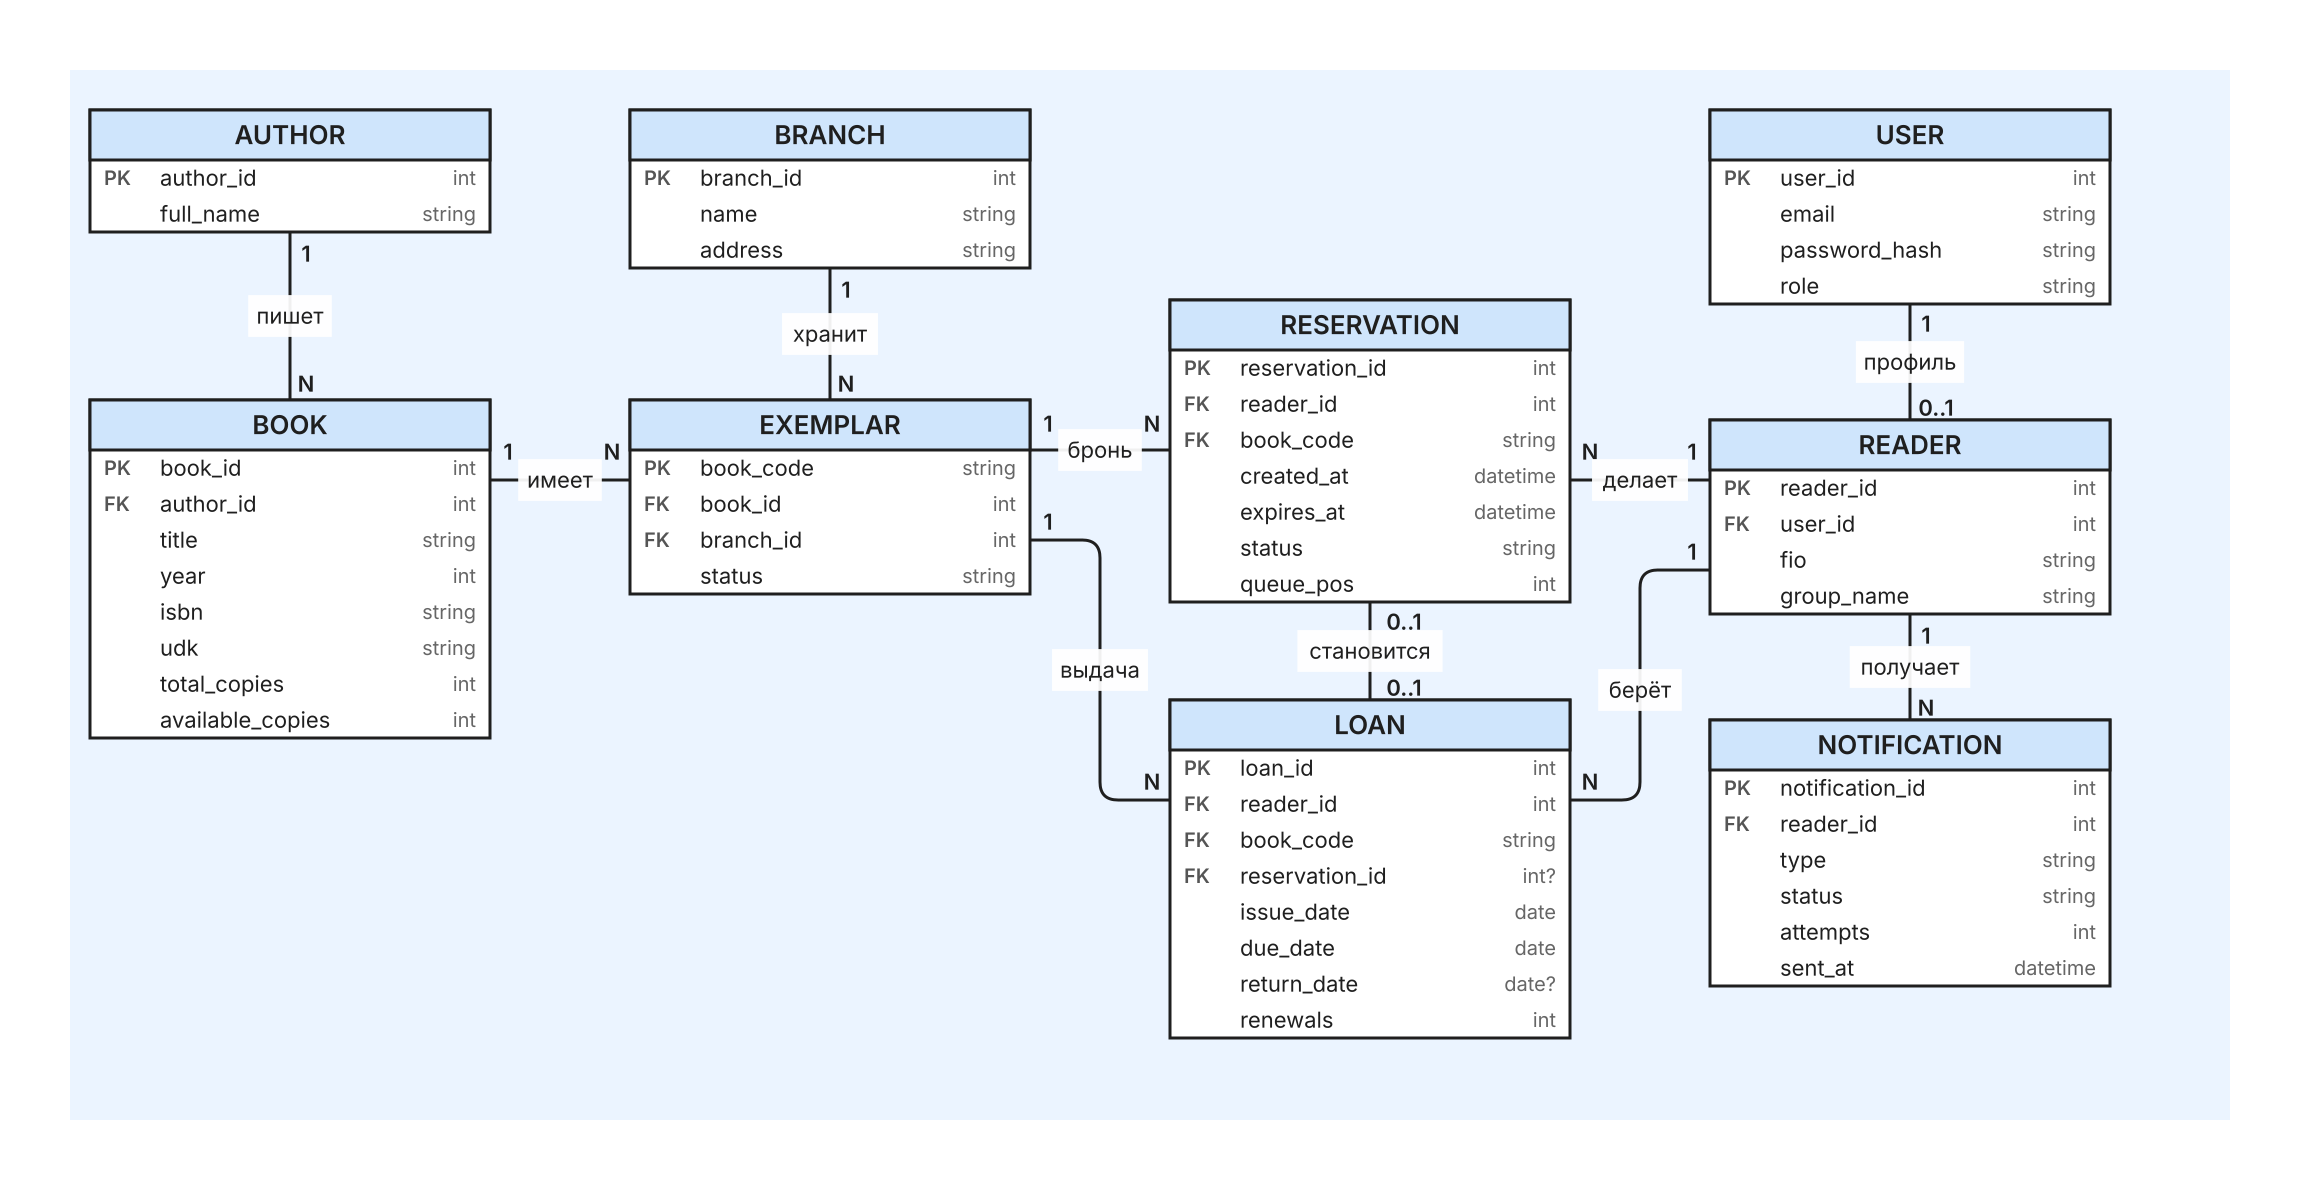 AUTHOR
PK author_id int
full_name string
1
пишет
N
BOOK
PK book_id int
FK author_id int
title string
year int
isbn string
udk string
total_copies int
available_copies int
1
имеет
N
BRANCH
PK branch_id int
name string
address string
1
хранит
N
EXEMPLAR
PK book_code string
FK book_id int
FK branch_id int
status string
1
бронь
N
1
выдача
N
RESERVATION
PK reservation_id int
FK reader_id int
FK book_code string
created_at datetime
expires_at datetime
status string
queue_pos int
0..1
становится
0..1
LOAN
PK loan_id int
FK reader_id int
FK book_code string
FK reservation_id int?
issue_date date
due_date date
return_date date?
renewals int
N
делает
1
1
берёт
N
USER
PK user_id int
email string
password_hash string
role string
1
профиль
0..1
READER
PK reader_id int
FK user_id int
fio string
group_name string
1
получает
N
NOTIFICATION
PK notification_id int
FK reader_id int
type string
status string
attempts int
sent_at datetime